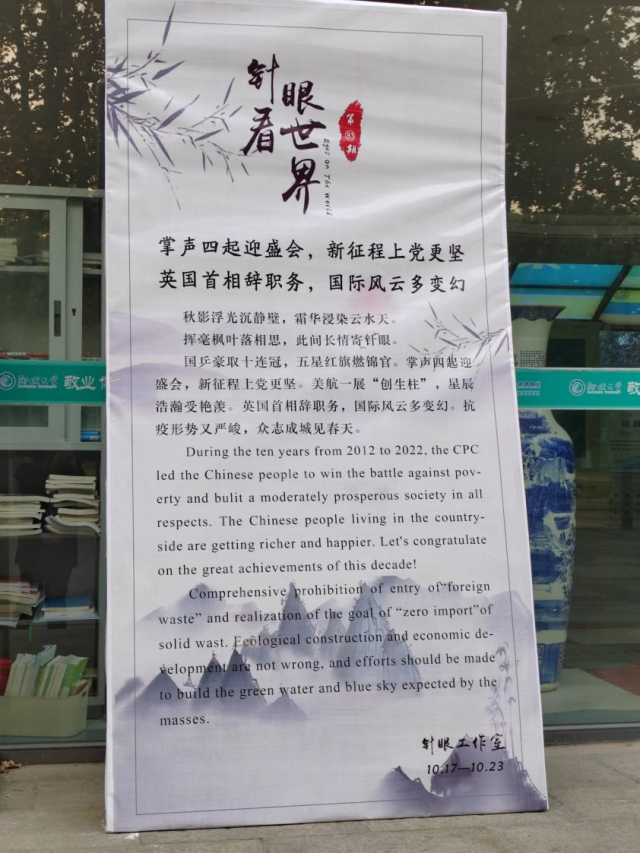 针眼看世界
Eyes on The World
第83期
掌声四起迎盛会，新征程上党更坚
英国首相辞职务，国际风云多变幻
秋影浮光沉静壁，霜华浸染云水天。
挥毫枫叶落相思，此间长情寄针眼。
国乒豪取十连冠，五星红旗燃锦官。掌声四起迎
盛会，新征程上党更坚。美航一展“创生柱”，星辰
浩瀚受艳羡。英国首相辞职务，国际风云多变幻。抗
疫形势又严峻，众志成城见春天。
During the ten years from 2012 to 2022, the CPC
led the Chinese people to win the battle against pov-
erty and bulit a moderately prosperous society in all
respects. The Chinese people living in the country-
side are getting richer and happier. Let's congratulate
on the great achievements of this decade!
Comprehensive prohibition of entry of“foreign
waste” and realization of the goal of “zero import”of
solid wast. Ecological construction and economic de-
velopment are not wrong, and efforts should be made
to build the green water and blue sky expected by the
masses.
针眼工作室
10.17—10.23
敬业